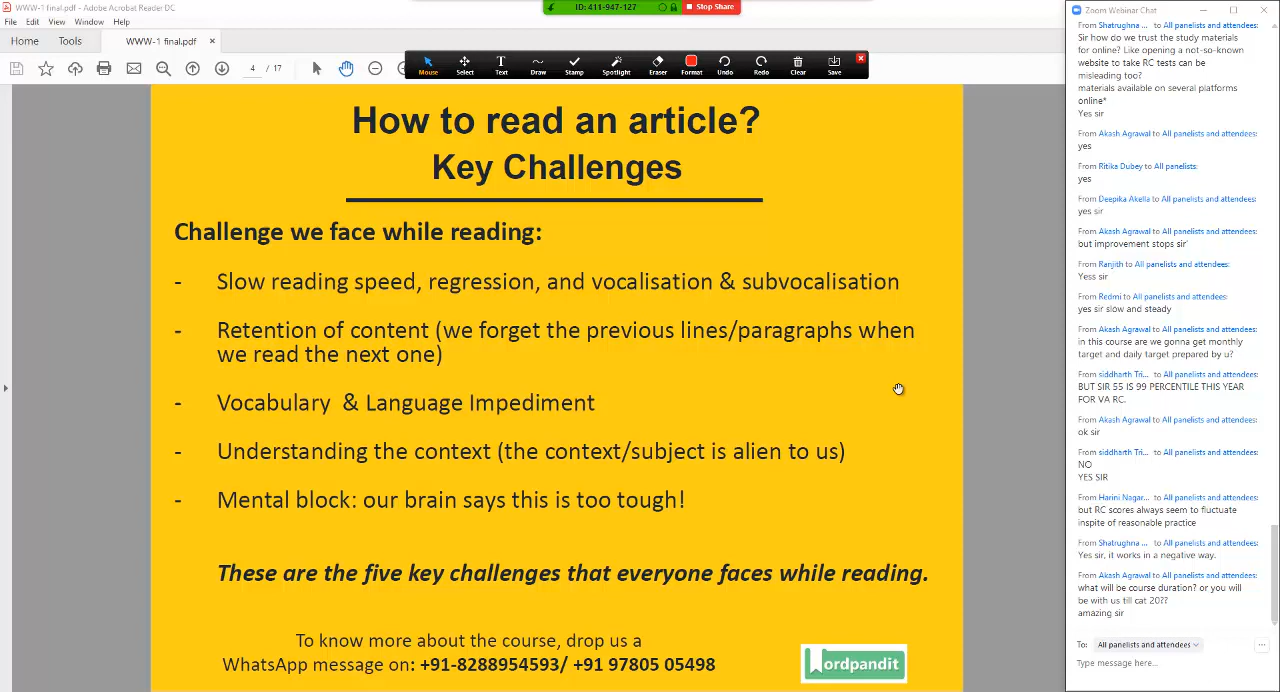 WWW-1 final.pdf - Adobe Acrobat Reader DC
File Edit View Window Help
Home Tools WWW-1 final.pdf ×
4 / 17
ID: 411-947-127 Stop Share
Mouse Select Text Draw Stamp Spotlight Eraser Format Undo Redo Clear Save
How to read an article?
Key Challenges
Challenge we face while reading:
- Slow reading speed, regression, and vocalisation & subvocalisation
- Retention of content (we forget the previous lines/paragraphs when
we read the next one)
- Vocabulary & Language Impediment
- Understanding the context (the context/subject is alien to us)
- Mental block: our brain says this is too tough!
These are the five key challenges that everyone faces while reading.
To know more about the course, drop us a
WhatsApp message on: +91-8288954593/ +91 97805 05498
Wordpandit
Zoom Webinar Chat
From Shatrughna ... to All panelists and attendees:
Sir how do we trust the study materials
for online? Like opening a not-so-known
website to take RC tests can be
misleading too?
materials available on several platforms
online*
Yes sir
From Akash Agrawal to All panelists and attendees:
yes
From Ritika Dubey to All panelists:
yes
From Deepika Akella to All panelists and attendees:
yes sir
From Akash Agrawal to All panelists and attendees:
but improvement stops sir'
From Ranjith to All panelists and attendees:
Yess sir
From Redmi to All panelists and attendees:
yes sir slow and steady
From Akash Agrawal to All panelists and attendees:
in this course are we gonna get monthly
target and daily target prepared by u?
From siddharth Tri... to All panelists and attendees:
BUT SIR 55 IS 99 PERCENTILE THIS YEAR
FOR VA RC.
From Akash Agrawal to All panelists and attendees:
ok sir
From siddharth Tri... to All panelists and attendees:
NO
YES SIR
From Harini Nagar... to All panelists and attendees:
but RC scores always seem to fluctuate
inspite of reasonable practice
From Shatrughna ... to All panelists and attendees:
Yes sir, it works in a negative way.
From Akash Agrawal to All panelists and attendees:
what will be course duration? or you will
be with us till cat 20??
amazing sir
To: All panelists and attendees ...
Type message here...